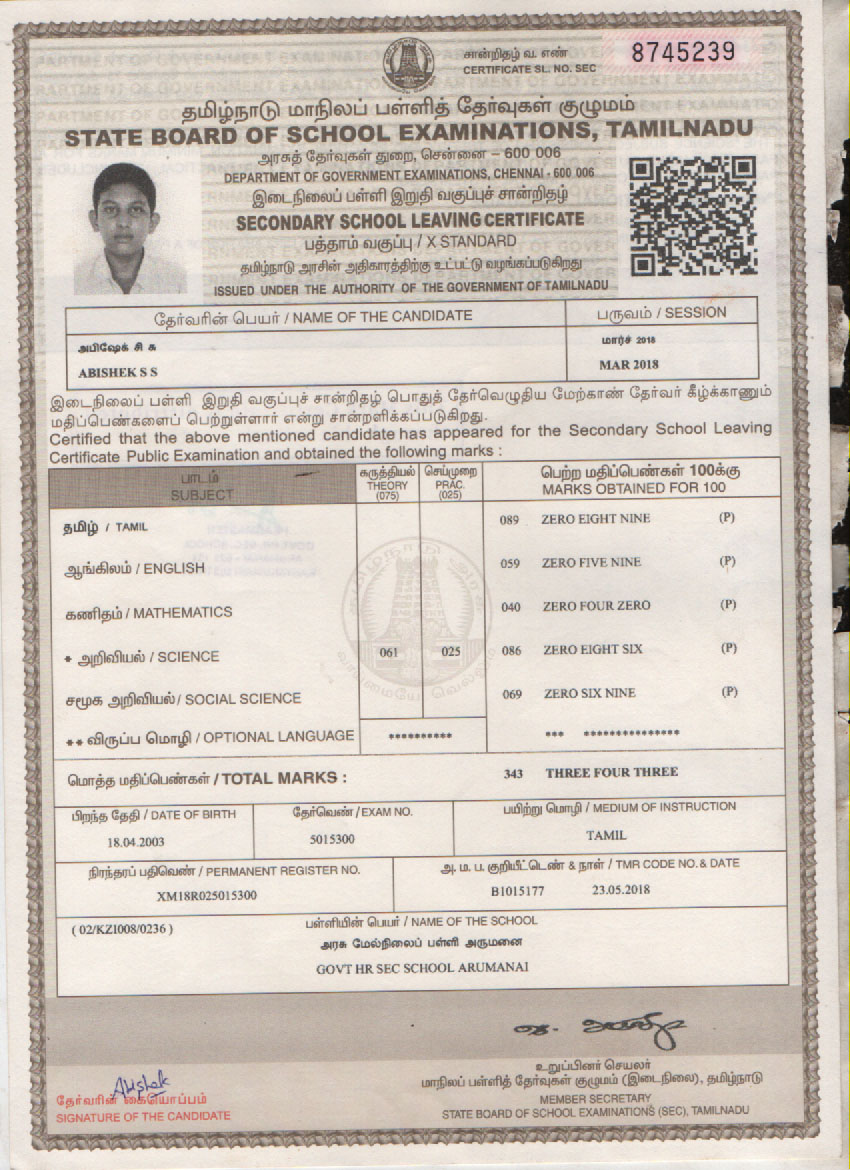 சான்றிதழ் வ. எண்
CERTIFICATE SL. NO. SEC
8745239
தமிழ்நாடு மாநிலப் பள்ளித் தேர்வுகள் குழுமம்
STATE BOARD OF SCHOOL EXAMINATIONS, TAMILNADU
அரசுத் தேர்வுகள் துறை, சென்னை – 600 006
DEPARTMENT OF GOVERNMENT EXAMINATIONS, CHENNAI - 600 006
இடைநிலைப் பள்ளி இறுதி வகுப்புச் சான்றிதழ்
SECONDARY SCHOOL LEAVING CERTIFICATE
பத்தாம் வகுப்பு / X STANDARD
தமிழ்நாடு அரசின் அதிகாரத்திற்கு உட்பட்டு வழங்கப்படுகிறது
ISSUED UNDER THE AUTHORITY OF THE GOVERNMENT OF TAMILNADU
தேர்வரின் பெயர் / NAME OF THE CANDIDATE
பருவம் / SESSION
அபிஷேக் சி சு
மார்ச் 2018
ABISHEK S S
MAR 2018
இடைநிலைப் பள்ளி இறுதி வகுப்புச் சான்றிதழ் பொதுத் தேர்வெழுதிய மேற்காண் தேர்வர் கீழ்க்காணும்
மதிப்பெண்களைப் பெற்றுள்ளார் என்று சான்றளிக்கப்படுகிறது.
Certified that the above mentioned candidate has appeared for the Secondary School Leaving
Certificate Public Examination and obtained the following marks :
பாடம்
SUBJECT
கருத்தியல்
THEORY
(075)
செய்முறை
PRAC.
(025)
பெற்ற மதிப்பெண்கள் 100க்கு
MARKS OBTAINED FOR 100
தமிழ் / TAMIL 089 ZERO EIGHT NINE (P)
ஆங்கிலம் / ENGLISH 059 ZERO FIVE NINE (P)
கணிதம் / MATHEMATICS 040 ZERO FOUR ZERO (P)
* அறிவியல் / SCIENCE 061 025 086 ZERO EIGHT SIX (P)
சமூக அறிவியல் / SOCIAL SCIENCE 069 ZERO SIX NINE (P)
** விருப்ப மொழி / OPTIONAL LANGUAGE ********** *** ***************
மொத்த மதிப்பெண்கள் / TOTAL MARKS : 343 THREE FOUR THREE
பிறந்த தேதி / DATE OF BIRTH
தேர்வெண் / EXAM NO.
பயிற்று மொழி / MEDIUM OF INSTRUCTION
18.04.2003
5015300
TAMIL
நிரந்தரப் பதிவெண் / PERMANENT REGISTER NO.
அ. ம. ப. குறியீட்டெண் & நாள் / TMR CODE NO. & DATE
XM18R025015300
B1015177 23.05.2018
( 02/KZ1008/0236 )
பள்ளியின் பெயர் / NAME OF THE SCHOOL
அரசு மேல்நிலைப் பள்ளி அருமனை
GOVT HR SEC SCHOOL ARUMANAI
Abishek
தேர்வரின் கையொப்பம்
SIGNATURE OF THE CANDIDATE
உறுப்பினர் செயலர்
மாநிலப் பள்ளித் தேர்வுகள் குழுமம் (இடைநிலை), தமிழ்நாடு
MEMBER SECRETARY
STATE BOARD OF SCHOOL EXAMINATIONS (SEC), TAMILNADU